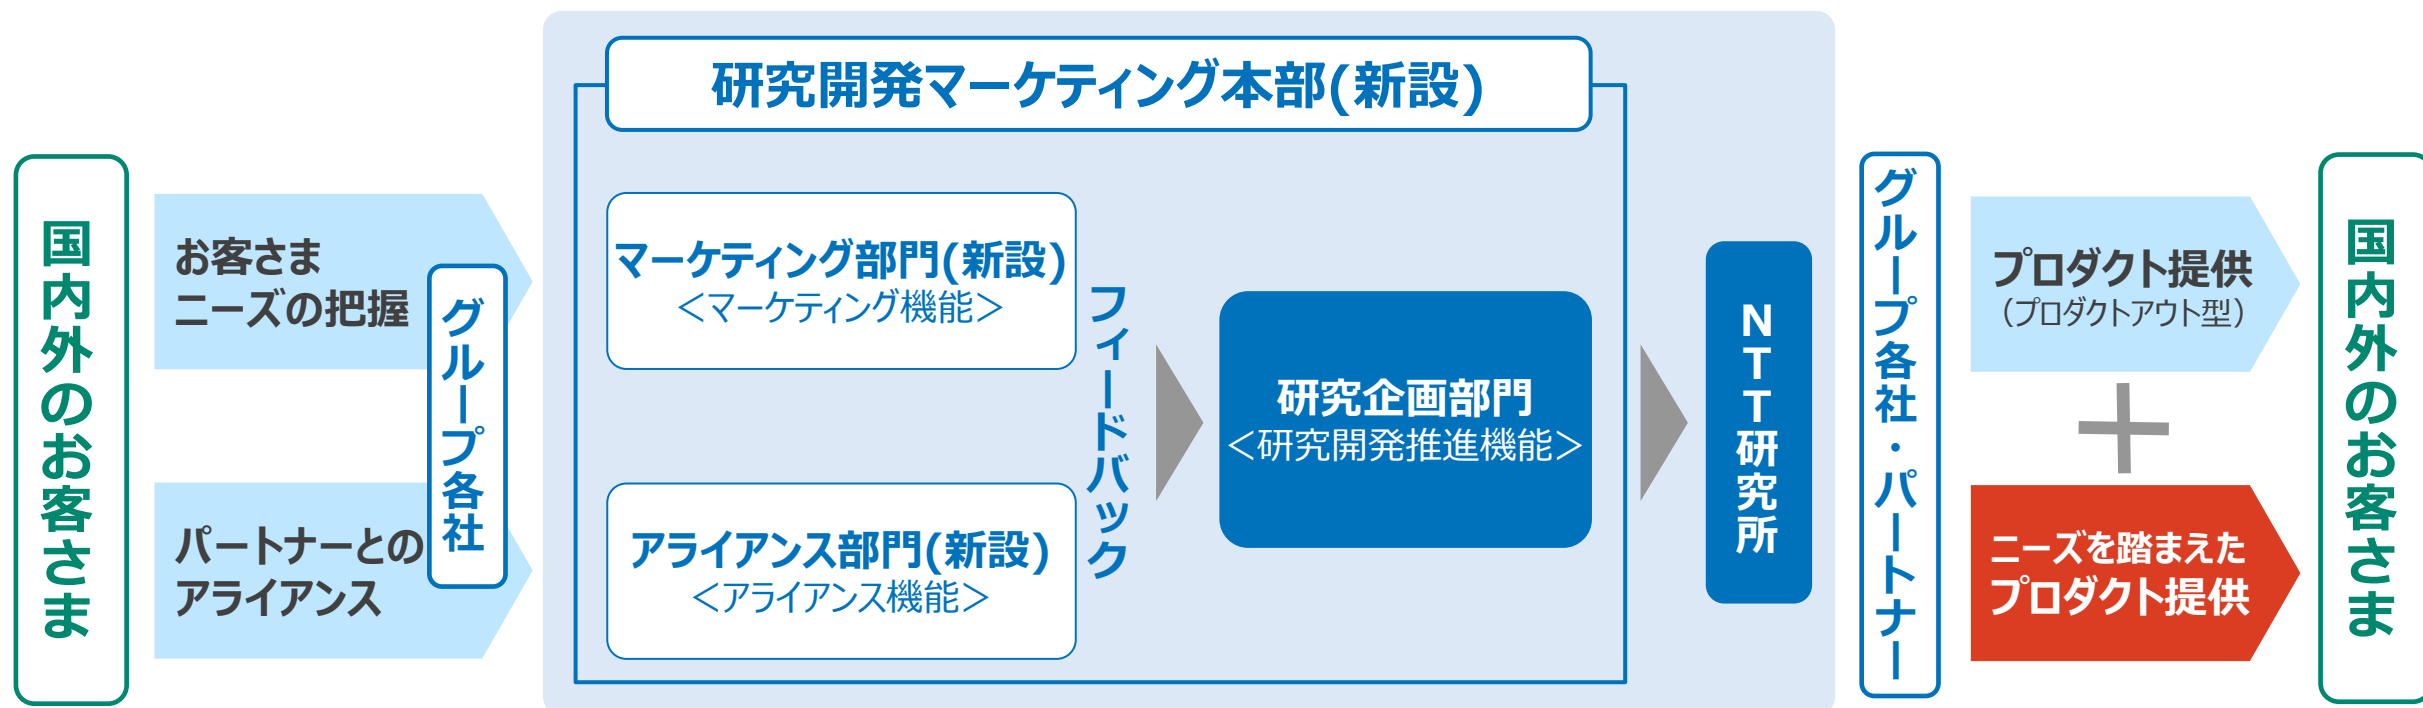 研究開発マーケティング本部(新設)
国内外のお客さま
お客さま
ニーズの把握
パートナーとの
アライアンス
グループ各社
マーケティング部門(新設)
＜マーケティング機能＞
アライアンス部門(新設)
＜アライアンス機能＞
フィードバック
研究企画部門
＜研究開発推進機能＞
NTT研究所
グループ各社・パートナー
プロダクト提供
（プロダクトアウト型）
ニーズを踏まえた
プロダクト提供
国内外のお客さま